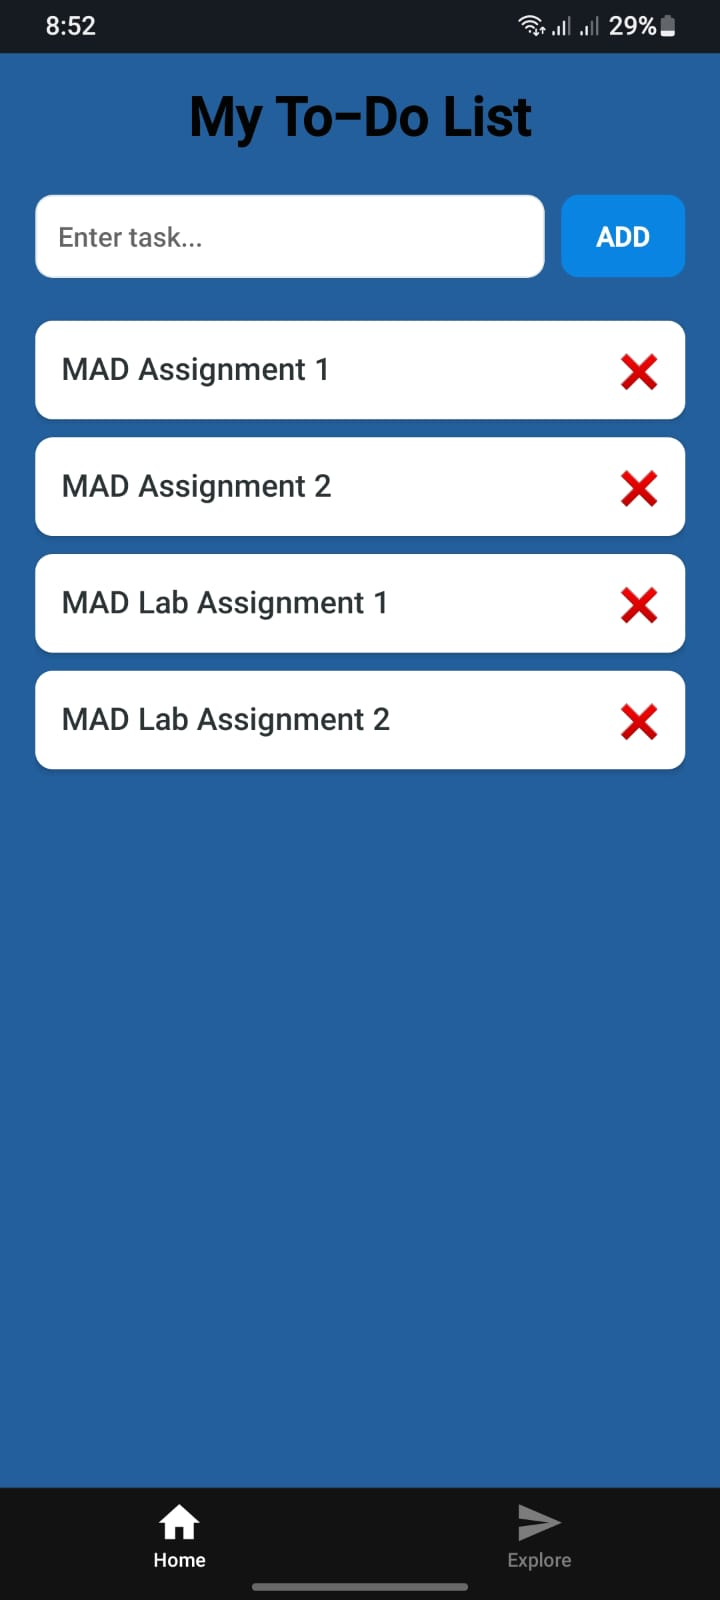 8:52
29%
My To-Do List
Enter task...
ADD
MAD Assignment 1
MAD Assignment 2
MAD Lab Assignment 1
MAD Lab Assignment 2
Home
Explore